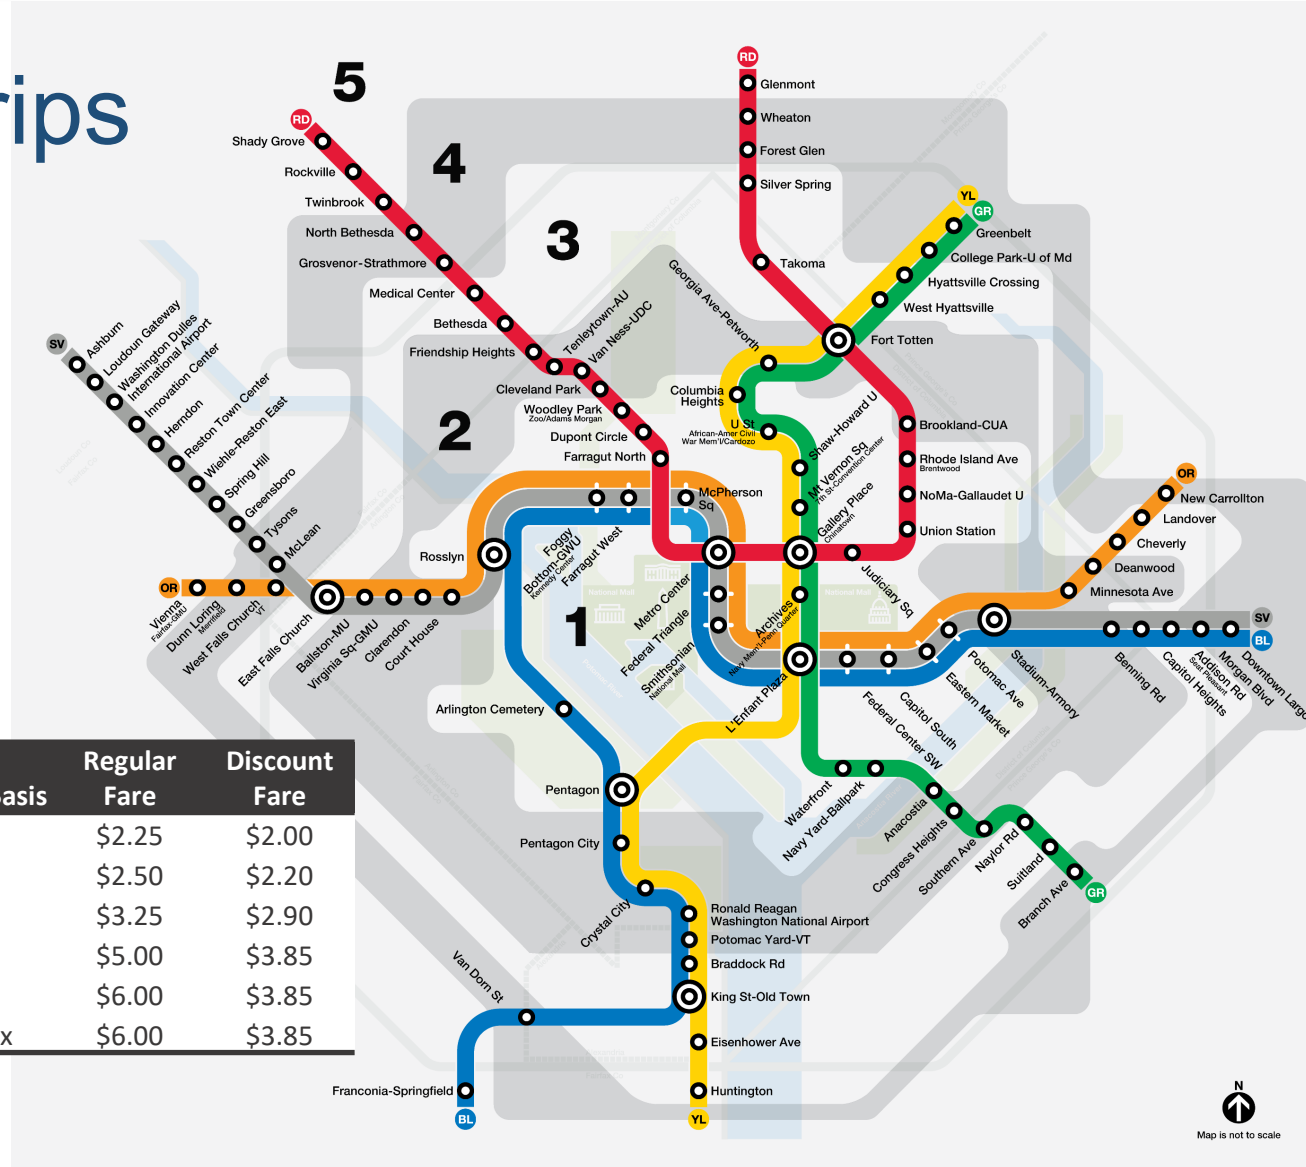 rips
5
4
3
2
1
RD
Shady Grove
Rockville
Twinbrook
North Bethesda
Grosvenor-Strathmore
Medical Center
Bethesda
Friendship Heights
Tenleytown-AU
Van Ness-UDC
Cleveland Park
Woodley Park
Zoo/Adams Morgan
Dupont Circle
Farragut North
RD
Glenmont
Wheaton
Forest Glen
Silver Spring
Takoma
YL
GR
Greenbelt
College Park-U of Md
Hyattsville Crossing
West Hyattsville
Fort Totten
Georgia Ave-Petworth
Columbia
Heights
U St
African-Amer Civil
War Mem'l/Cardozo
Shaw-Howard U
Mt Vernon Sq
7th St-Convention Center
Gallery Place
Chinatown
Brookland-CUA
Rhode Island Ave
Brentwood
NoMa-Gallaudet U
Union Station
Judiciary Sq
SV
Ashburn
Loudoun Gateway
Washington Dulles
International Airport
Innovation Center
Herndon
Reston Town Center
Wiehle-Reston East
Spring Hill
Greensboro
Tysons
McLean
OR
Vienna
Fairfax-GMU
Dunn Loring
Merrifield
West Falls Church
VT
East Falls Church
Ballston-MU
Virginia Sq-GMU
Clarendon
Court House
Rosslyn
Foggy
Bottom-GWU
Kennedy Center
Farragut West
McPherson
Sq
Metro Center
Federal Triangle
Smithsonian
National Mall
National Mall
National Mall
Archives
Navy Mem'l-Penn Quarter
L'Enfant Plaza
Federal Center SW
Capitol South
Eastern Market
Potomac Ave
Stadium-Armory
OR
New Carrollton
Landover
Cheverly
Deanwood
Minnesota Ave
SV
BL
Benning Rd
Capitol Heights
Addison Rd
Seat Pleasant
Morgan Blvd
Downtown Largo
Arlington Cemetery
Pentagon
Pentagon City
Crystal City
Ronald Reagan
Washington National Airport
Potomac Yard-VT
Braddock Rd
King St-Old Town
Eisenhower Ave
Huntington
YL
Van Dorn St
Franconia-Springfield
BL
Waterfront
Navy Yard-Ballpark
Anacostia
Congress Heights
Southern Ave
Naylor Rd
Suitland
Branch Ave
GR
Regular Discount
Basis Fare Fare
$2.25 $2.00
$2.50 $2.20
$3.25 $2.90
$5.00 $3.85
$6.00 $3.85
x $6.00 $3.85
N
Map is not to scale